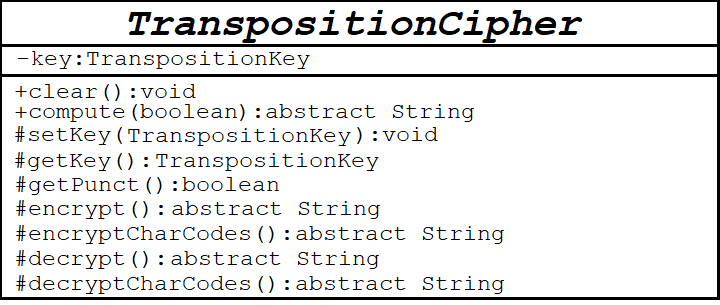 TranspositionCipher
-key:TranspositionKey
+clear():void
+compute(boolean):abstract String
#setKey(TranspositionKey):void
#getKey():TranspositionKey
#getPunct():boolean
#encrypt():abstract String
#encryptCharCodes():abstract String
#decrypt():abstract String
#decryptCharCodes():abstract String